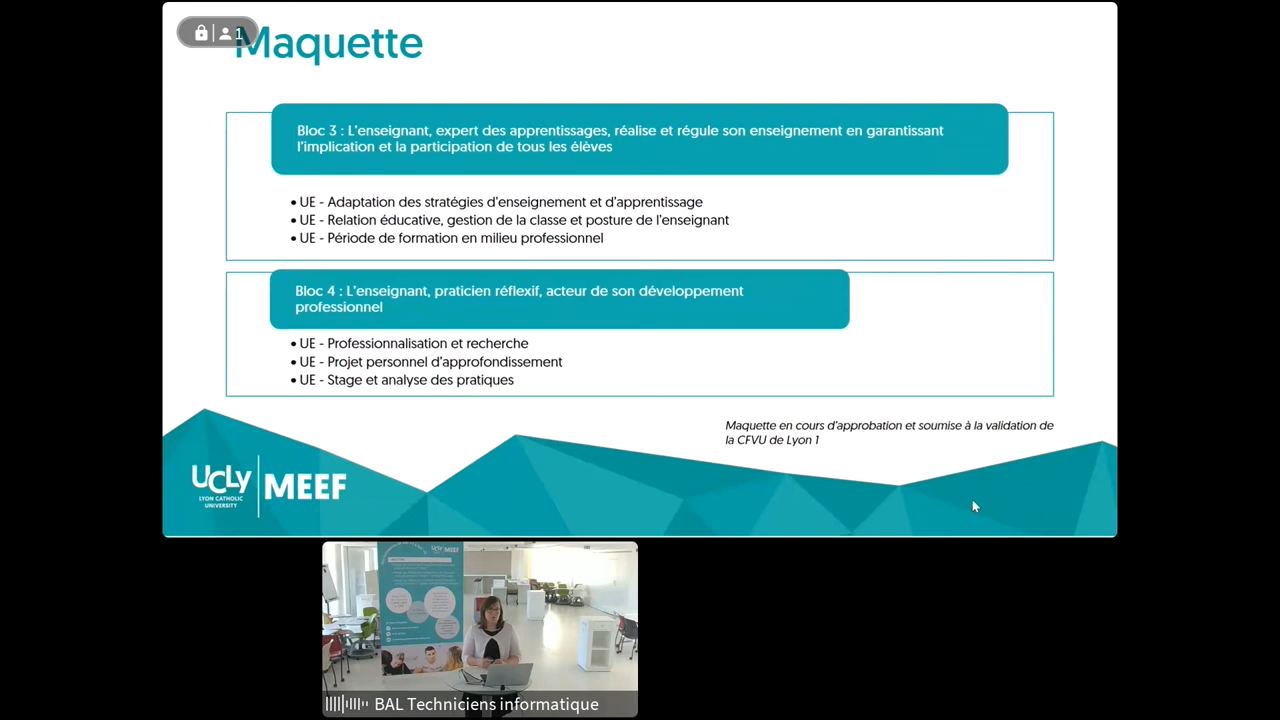 1
Maquette
Bloc 3 : L'enseignant, expert des apprentissages, réalise et régule son enseignement en garantissant
l'implication et la participation de tous les élèves
• UE - Adaptation des stratégies d'enseignement et d'apprentissage
• UE - Relation éducative, gestion de la classe et posture de l'enseignant
• UE - Période de formation en milieu professionnel
Bloc 4 : L'enseignant, praticien réflexif, acteur de son développement
professionnel
• UE - Professionnalisation et recherche
• UE - Projet personnel d'approfondissement
• UE - Stage et analyse des pratiques
Maquette en cours d'approbation et soumise à la validation de
la CFVU de Lyon 1
UCLy
LYON CATHOLIC
UNIVERSITY
MEEF
UCLy MEEF
BAL Techniciens informatique